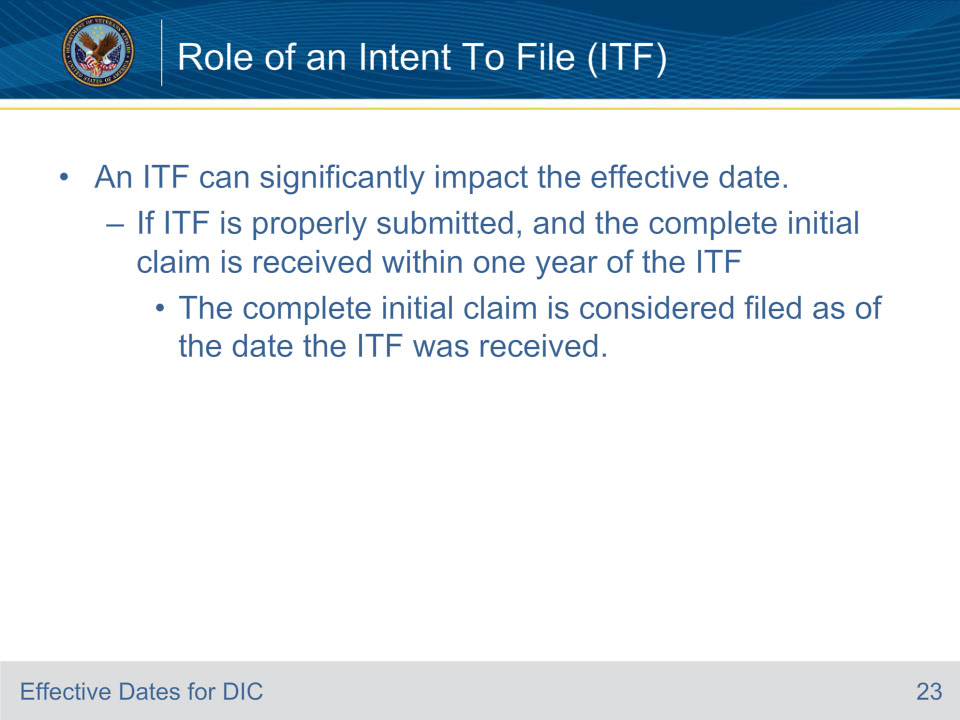 Role of an Intent To File (ITF)
• An ITF can significantly impact the effective date.
– If ITF is properly submitted, and the complete initial
claim is received within one year of the ITF
• The complete initial claim is considered filed as of
the date the ITF was received.
Effective Dates for DIC
23